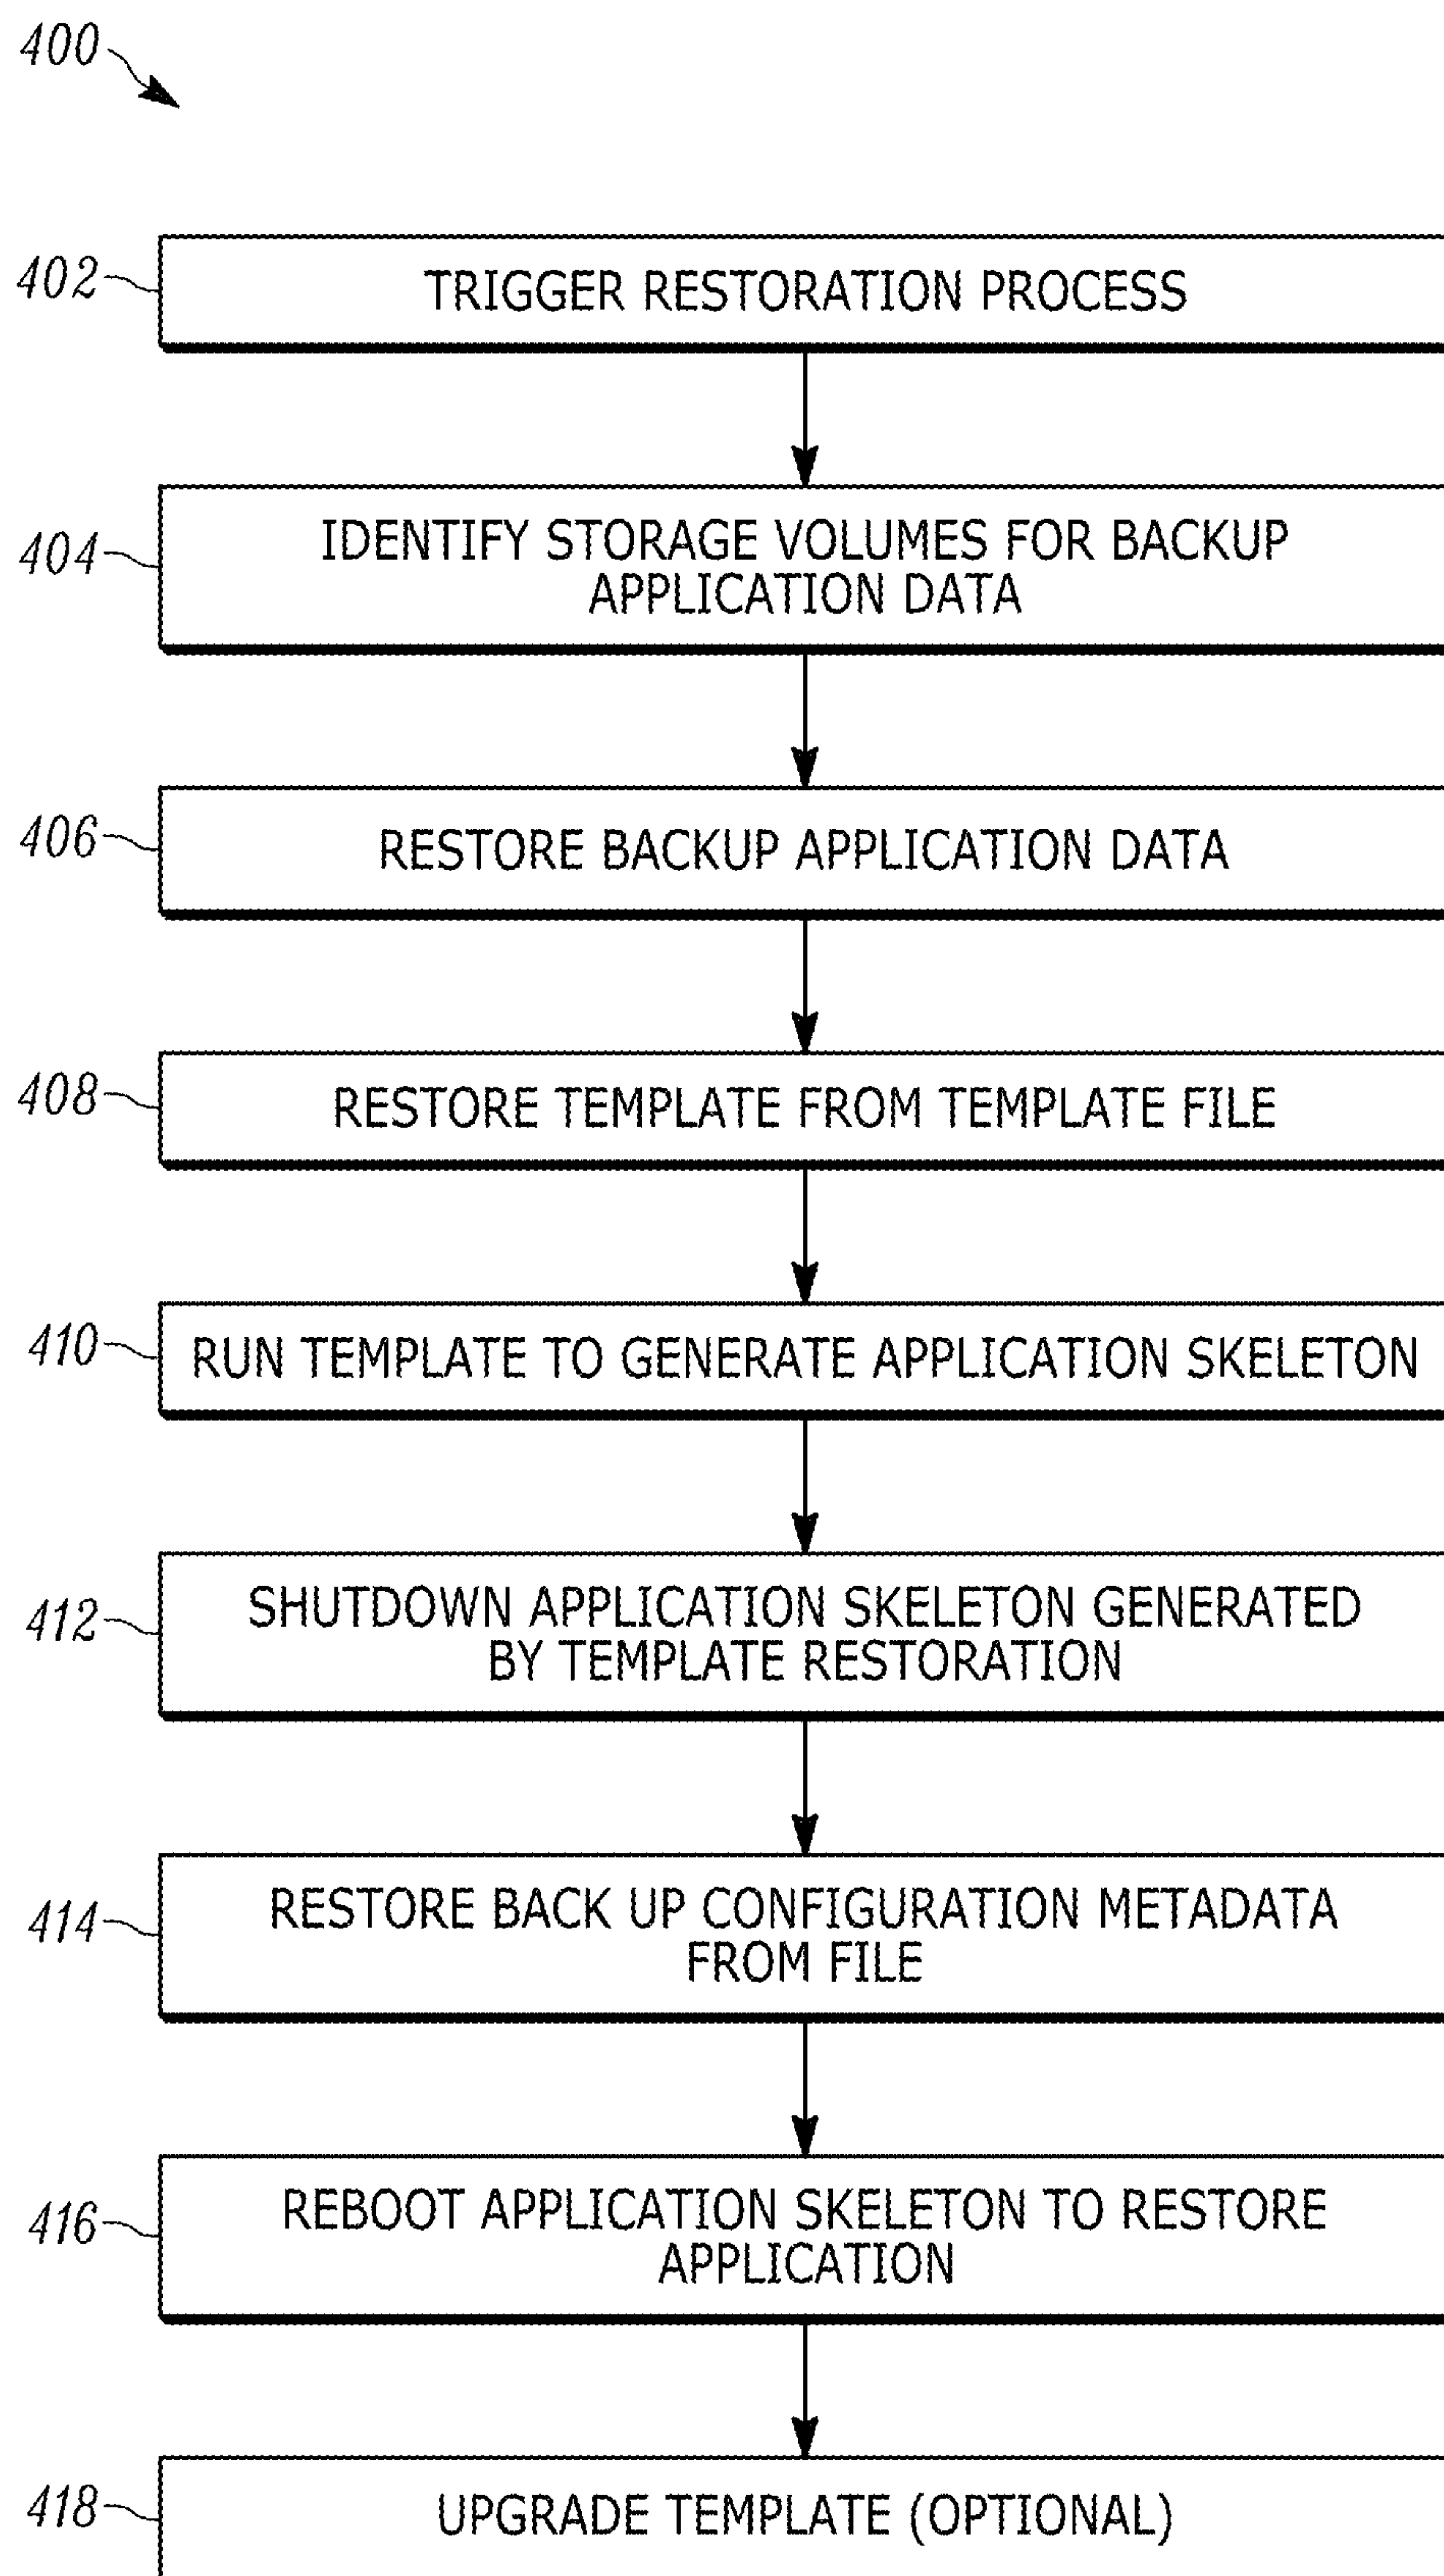 400
402
TRIGGER RESTORATION PROCESS
404
IDENTIFY STORAGE VOLUMES FOR BACKUP
APPLICATION DATA
406
RESTORE BACKUP APPLICATION DATA
408
RESTORE TEMPLATE FROM TEMPLATE FILE
410
RUN TEMPLATE TO GENERATE APPLICATION SKELETON
412
SHUTDOWN APPLICATION SKELETON GENERATED
BY TEMPLATE RESTORATION
414
RESTORE BACK UP CONFIGURATION METADATA
FROM FILE
416
REBOOT APPLICATION SKELETON TO RESTORE
APPLICATION
418
UPGRADE TEMPLATE (OPTIONAL)